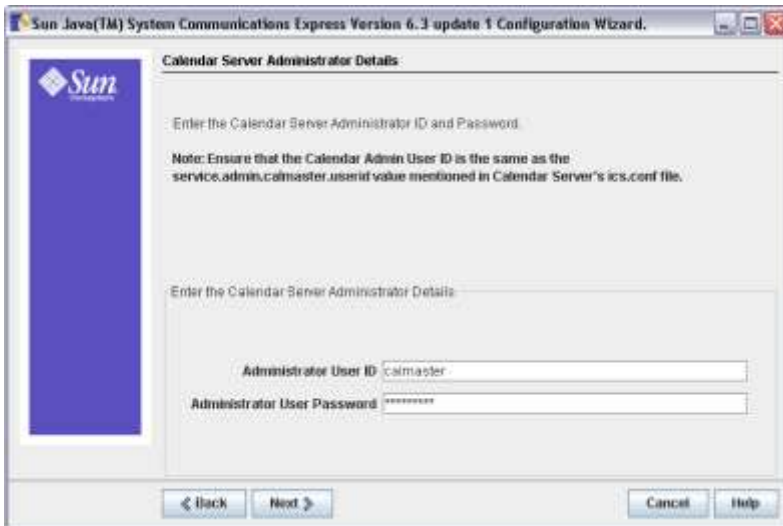 Sun Java(TM) System Communications Express Version 6.3 update 1 Configuration Wizard.
Sun
Calendar Server Administrator Details
Enter the Calendar Server Administrator ID and Password.
Note: Ensure that the Calendar Admin User ID is the same as the
service.admin.calmaster.userid value mentioned in Calendar Server's ics.conf file.
Enter the Calendar Server Administrator Details
Administrator User ID calmaster
Administrator User Password *********
Back Next Cancel Help